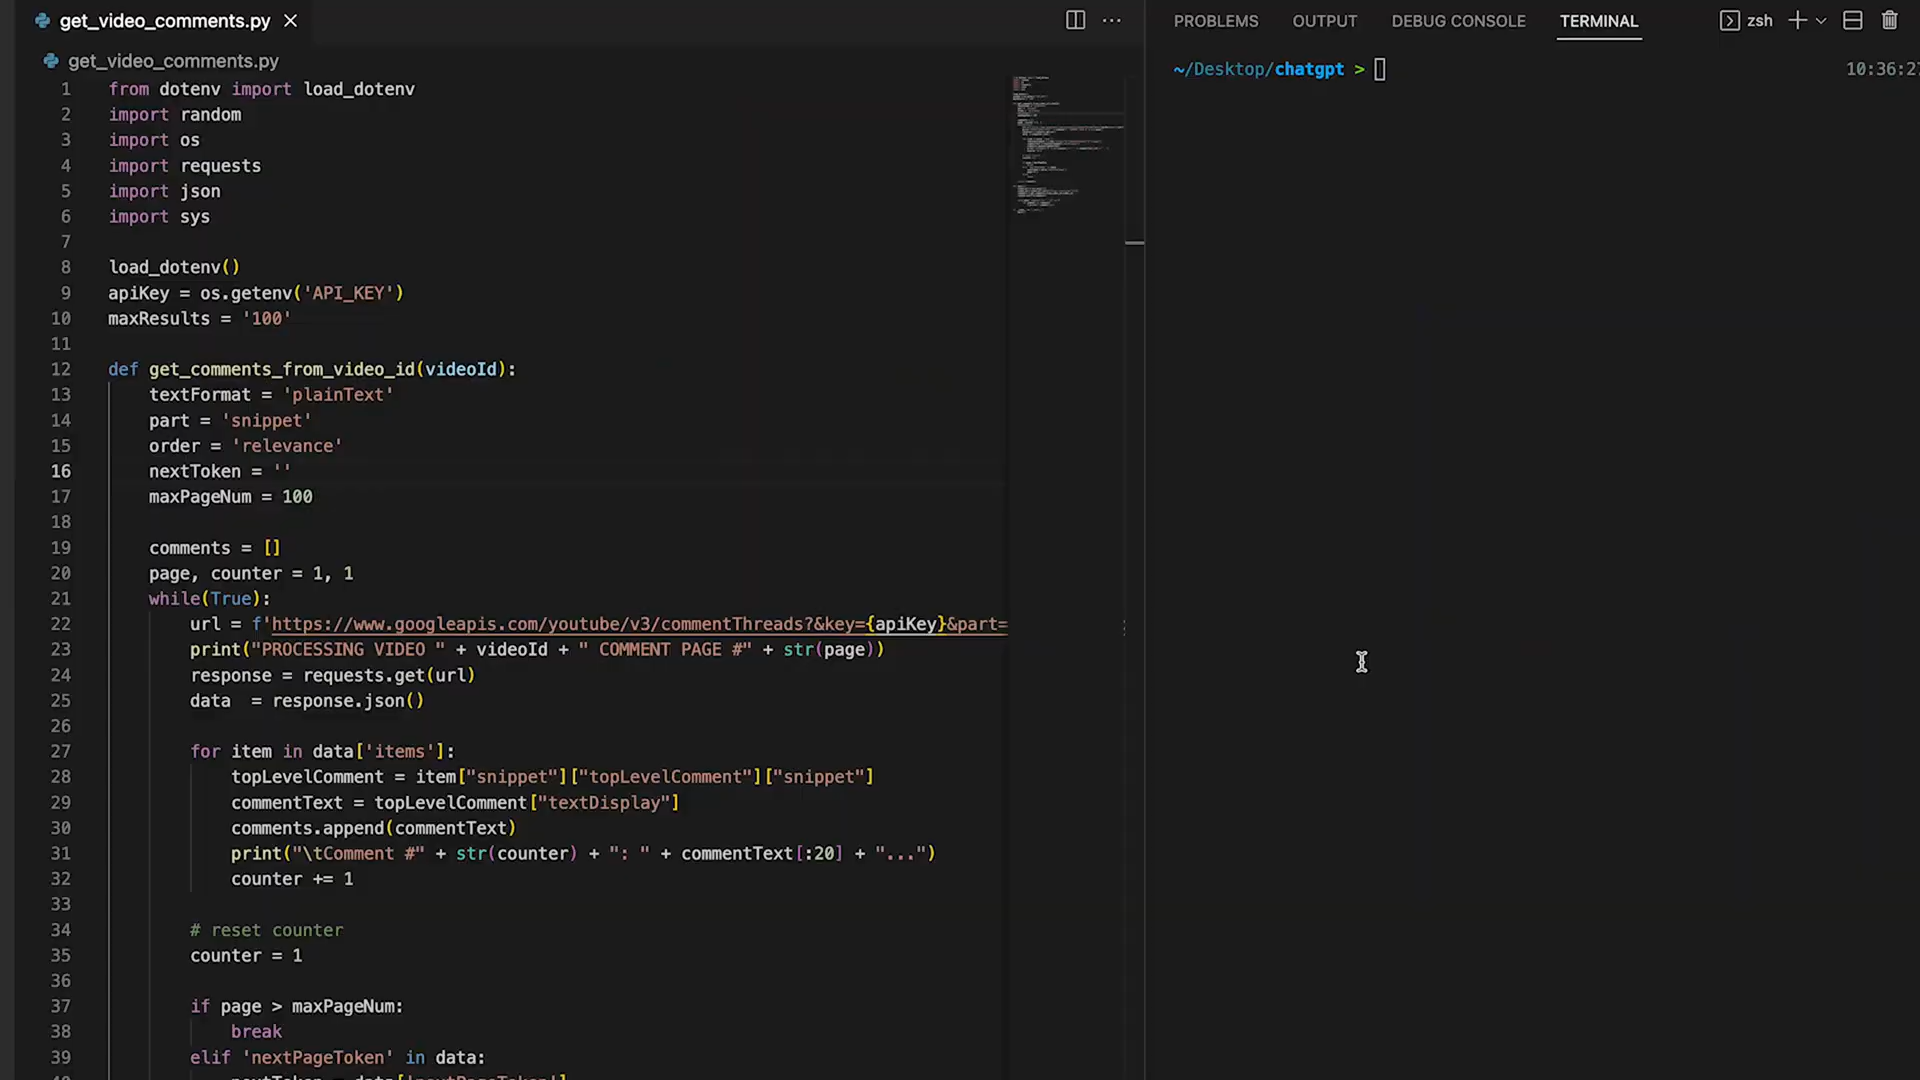 get_video_comments.py
get_video_comments.py
1 from dotenv import load_dotenv
2 import random
3 import os
4 import requests
5 import json
6 import sys
7
8 load_dotenv()
9 apiKey = os.getenv('API_KEY')
10 maxResults = '100'
11
12 def get_comments_from_video_id(videoId):
13 textFormat = 'plainText'
14 part = 'snippet'
15 order = 'relevance'
16 nextToken = ''
17 maxPageNum = 100
18
19 comments = []
20 page, counter = 1, 1
21 while(True):
22 url = f'https://www.googleapis.com/youtube/v3/commentThreads?&key={apiKey}&part=
23 print("PROCESSING VIDEO " + videoId + " COMMENT PAGE #" + str(page))
24 response = requests.get(url)
25 data  = response.json()
26
27 for item in data['items']:
28 topLevelComment = item["snippet"]["topLevelComment"]["snippet"]
29 commentText = topLevelComment["textDisplay"]
30 comments.append(commentText)
31 print("\tComment #" + str(counter) + ": " + commentText[:20] + "...")
32 counter += 1
33
34 # reset counter
35 counter = 1
36
37 if page > maxPageNum:
38 break
39 elif 'nextPageToken' in data:
PROBLEMS OUTPUT DEBUG CONSOLE TERMINAL zsh
~/Desktop/chatgpt > 10:36:2